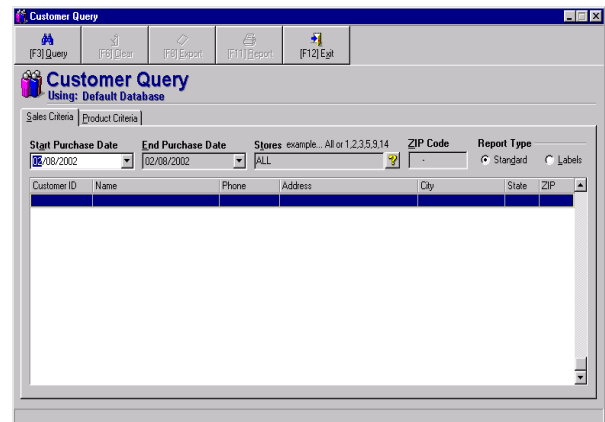 Customer Query
[F3] Query [F6] Clear [F8] Export [F11] Report [F12] Exit
Customer Query
Using: Default Database
Sales Criteria Product Criteria
Start Purchase Date End Purchase Date Stores example... All or 1,2,3,5,9,14 ZIP Code Report Type
02/08/2002 02/08/2002 ALL - Standard Labels
Customer ID Name Phone Address City State ZIP